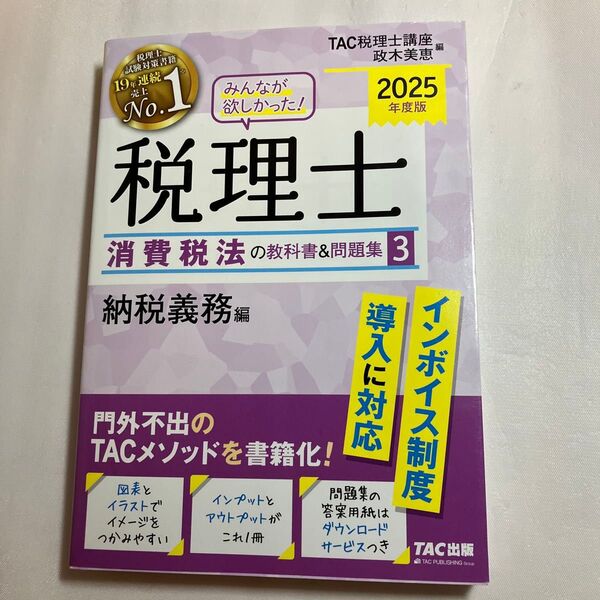 税理士
試験対策書籍
19年連続
売上
No.1
みんなが
欲しかった!
TAC税理士講座
政木美恵 編
2025
年度版
税理士
消費税法の教科書&問題集 3
納税義務編
インボイス制度
導入に対応
門外不出の
TACメソッドを書籍化!
図表と
イラストで
イメージを
つかみやすい
インプットと
アウトプットが
これ1冊
問題集の
答案用紙は
ダウンロード
サービスつき
TAC出版
TAC PUBLISHING Group